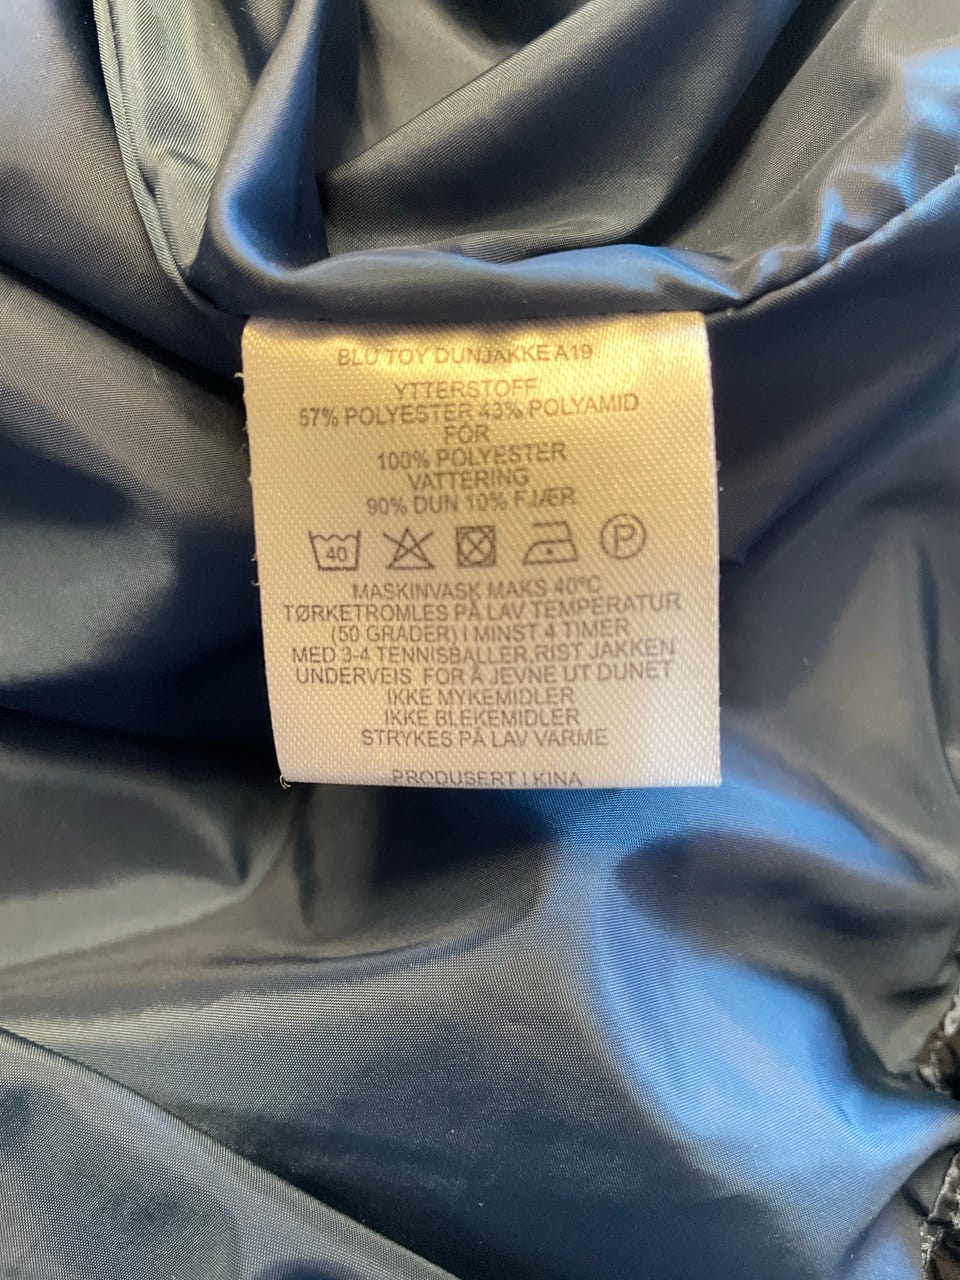 BLU TOY DUNJAKKE A19
YTTERSTOFF
57% POLYESTER 43% POLYAMID
FÔR
100% POLYESTER
VATTERING
90% DUN 10% FJÆR
40 P
MASKINVASK MAKS 40°C
TØRKETROMLES PÅ LAV TEMPERATUR
(50 GRADER) I MINST 4 TIMER
MED 3-4 TENNISBALLER,RIST JAKKEN
UNDERVEIS FOR Å JEVNE UT DUNET
IKKE MYKEMIDLER
IKKE BLEKEMIDLER
STRYKES PÅ LAV VARME
PRODUSERT I KINA